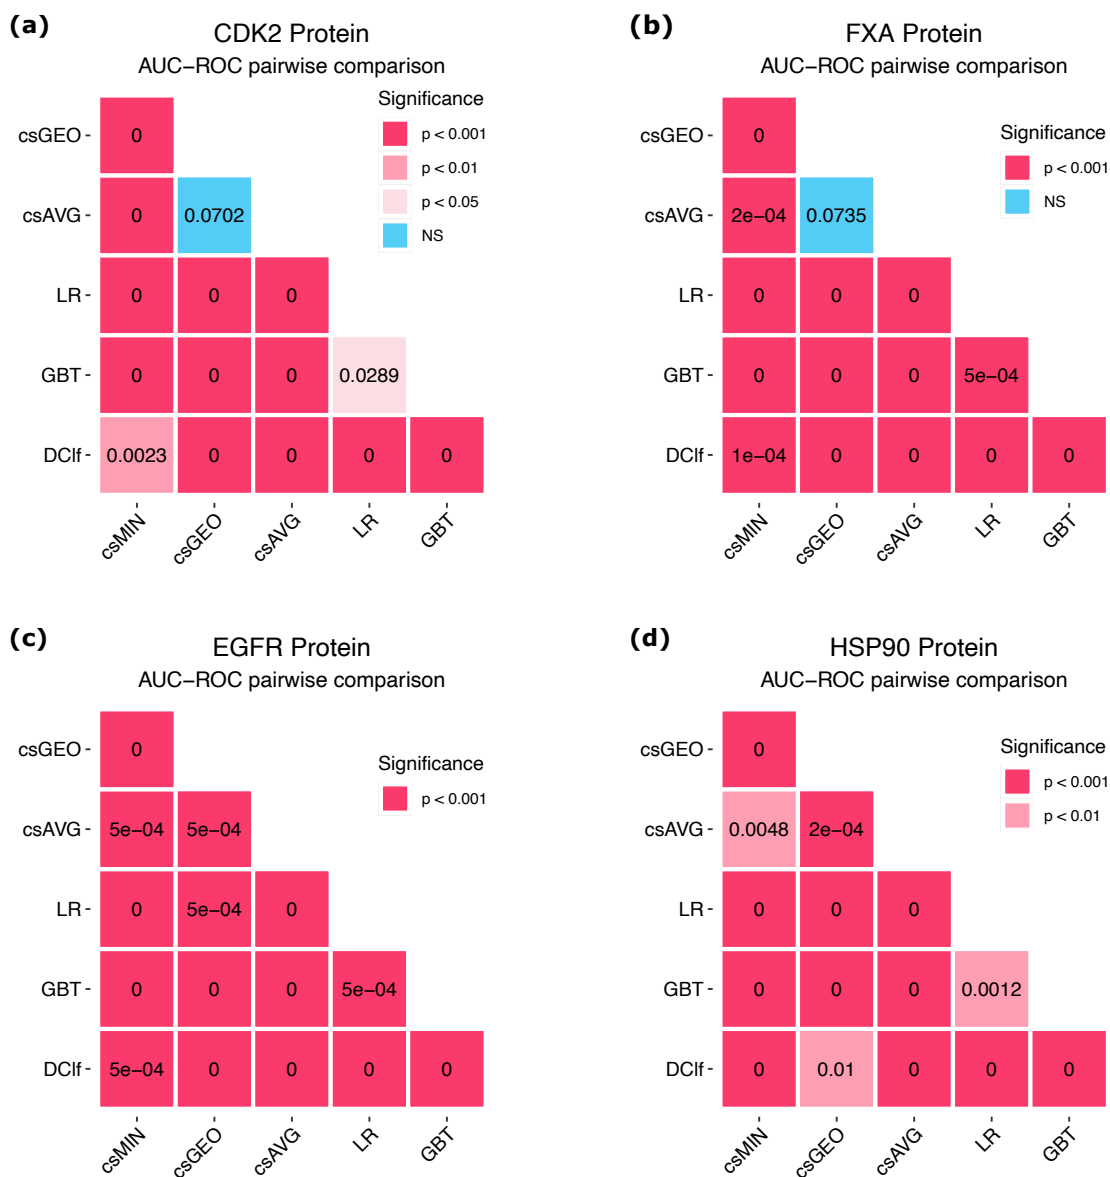 (a)
CDK2 Protein
AUC−ROC pairwise comparison
Significance
p < 0.001
p < 0.01
p < 0.05
NS
csGEO
0
csAVG
0 0.0702
LR
0 0 0
GBT
0 0 0 0.0289
DClf
0.0023 0 0 0 0
csMIN csGEO csAVG LR GBT
(b)
FXA Protein
AUC−ROC pairwise comparison
Significance
p < 0.001
NS
csGEO
0
csAVG
2e−04 0.0735
LR
0 0 0
GBT
0 0 0 5e−04
DClf
1e−04 0 0 0 0
csMIN csGEO csAVG LR GBT
(c)
EGFR Protein
AUC−ROC pairwise comparison
Significance
p < 0.001
csGEO
0
csAVG
5e−04 5e−04
LR
0 5e−04 0
GBT
0 0 0 5e−04
DClf
5e−04 0 0 0 0
csMIN csGEO csAVG LR GBT
(d)
HSP90 Protein
AUC−ROC pairwise comparison
Significance
p < 0.001
p < 0.01
csGEO
0
csAVG
0.0048 2e−04
LR
0 0 0
GBT
0 0 0 0.0012
DClf
0 0.01 0 0 0
csMIN csGEO csAVG LR GBT